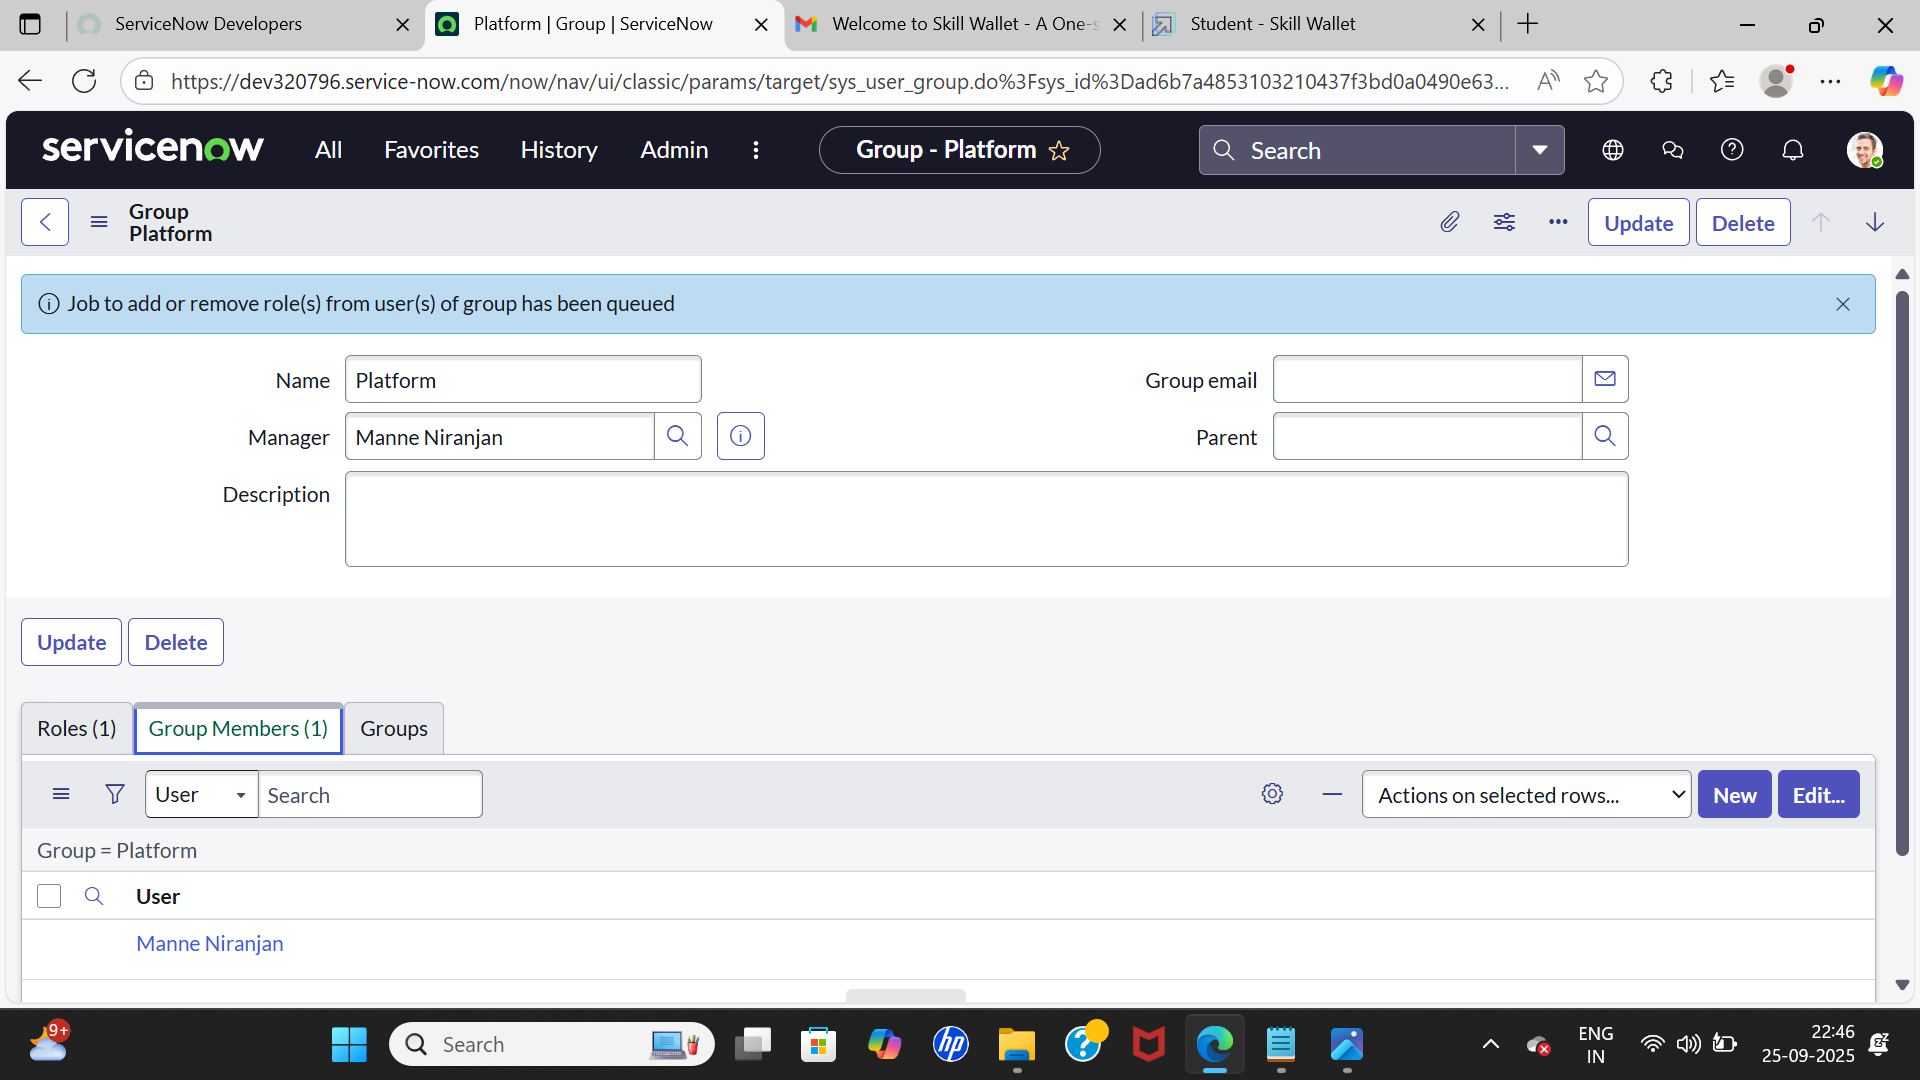 ServiceNow Developers
Platform | Group | ServiceNow
Welcome to Skill Wallet - A One-s
Student - Skill Wallet
https://dev320796.service-now.com/now/nav/ui/classic/params/target/sys_user_group.do%3Fsys_id%3Dad6b7a4853103210437f3bd0a0490e63...
servicenow
All
Favorites
History
Admin
Group - Platform
Search
Group
Platform
Update
Delete
Job to add or remove role(s) from user(s) of group has been queued
Name
Platform
Group email
Manager
Manne Niranjan
Parent
Description
Update
Delete
Roles (1)
Group Members (1)
Groups
User
Search
Actions on selected rows...
New
Edit...
Group = Platform
User
Manne Niranjan
9+
Search
hp
ENG
IN
22:46
25-09-2025